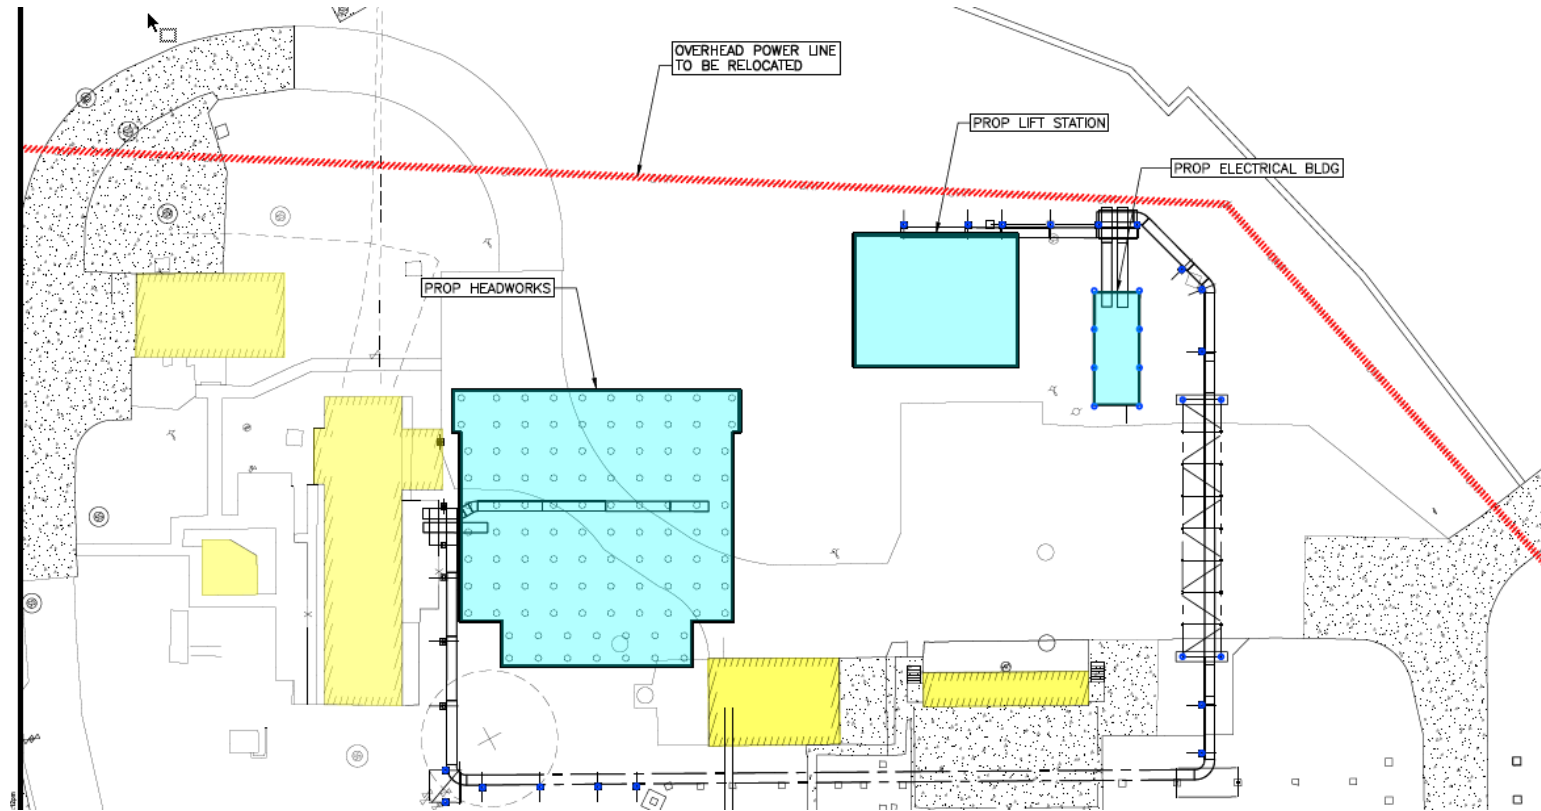 OVERHEAD POWER LINE
TO BE RELOCATED
PROP LIFT STATION
PROP ELECTRICAL BLDG
PROP HEADWORKS